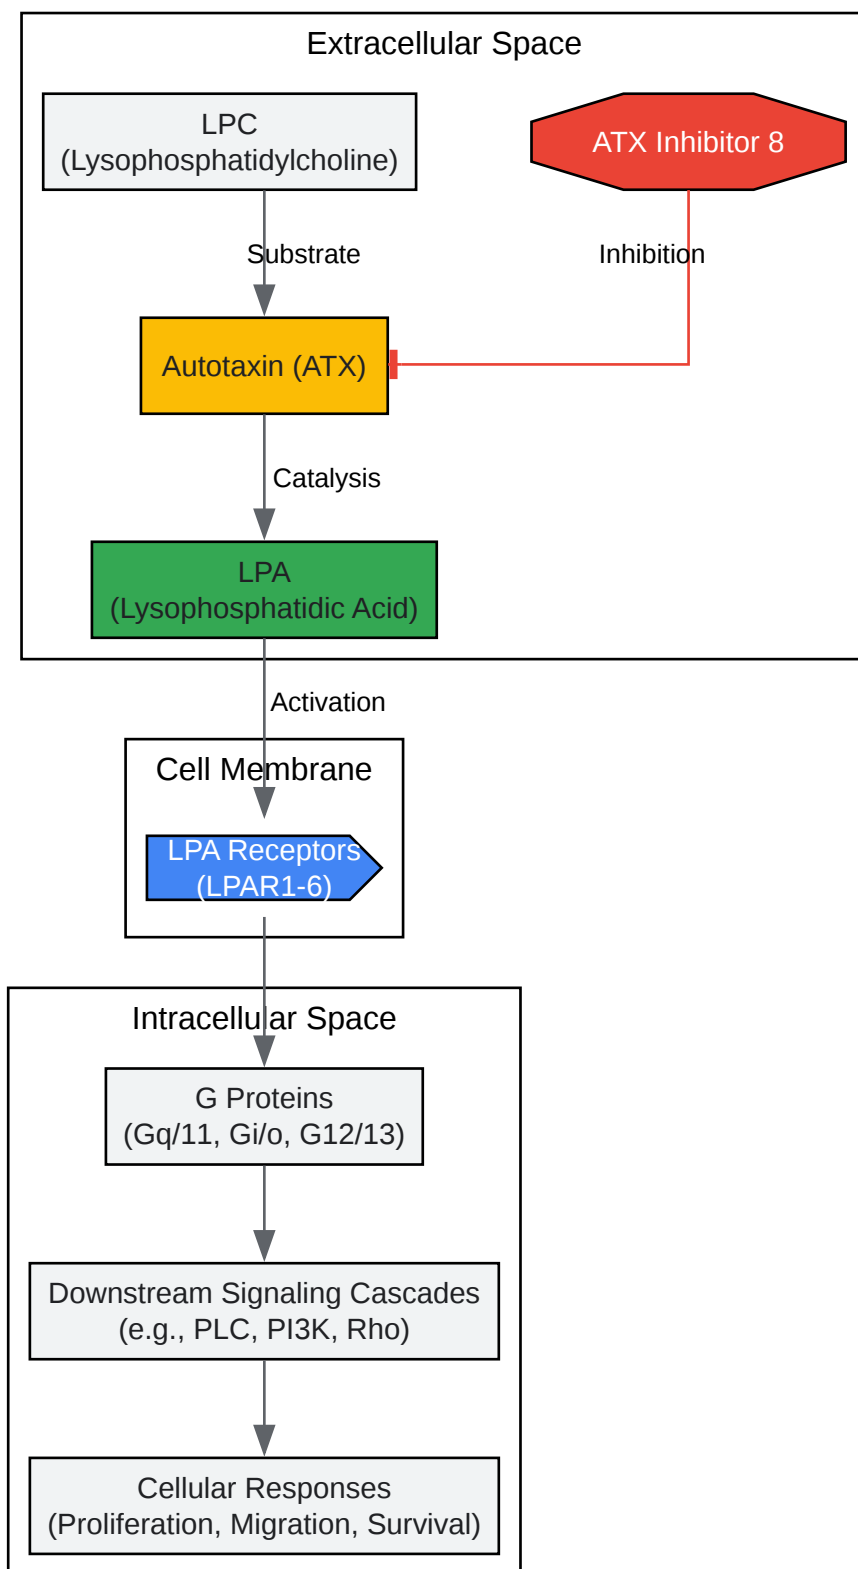 Extracellular Space
LPC
(Lysophosphatidylcholine)
ATX Inhibitor 8
Substrate
Inhibition
Autotaxin (ATX)
Catalysis
LPA
(Lysophosphatidic Acid)
Activation
Cell Membrane
LPA Receptors
(LPAR1-6)
Intracellular Space
G Proteins
(Gq/11, Gi/o, G12/13)
Downstream Signaling Cascades
(e.g., PLC, PI3K, Rho)
Cellular Responses
(Proliferation, Migration, Survival)